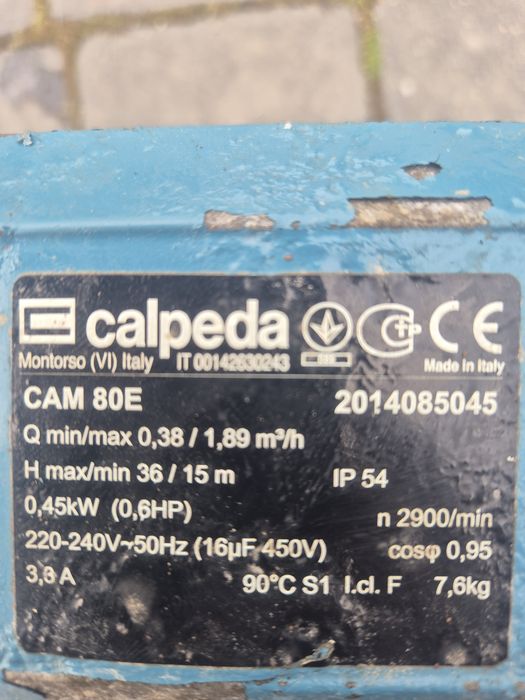 calpeda CE
Montorso (VI) Italy IT 00142630243 Made in Italy
CAM 80E 2014085045
Q min/max 0,38 / 1,89 m³/h
H max/min 36 / 15 m IP 54
0,45kW (0,6HP) n 2900/min
220-240V~50Hz (16µF 450V) cosφ 0,95
3,3 A 90°C S1 I.cl. F 7,6kg